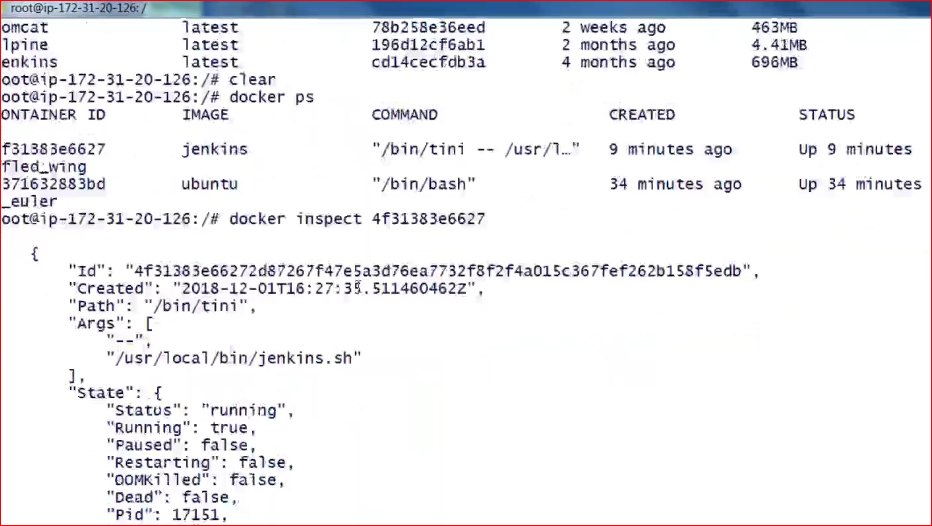 root@ip-172-31-20-126: /
omcat latest 78b258e36eed 2 weeks ago 463MB
lpine latest 196d12cf6ab1 2 months ago 4.41MB
enkins latest cd14cecfdb3a 4 months ago 696MB
oot@ip-172-31-20-126:/# clear
oot@ip-172-31-20-126:/# docker ps
ONTAINER ID IMAGE COMMAND CREATED STATUS
f31383e6627 jenkins "/bin/tini -- /usr/l…" 9 minutes ago Up 9 minutes
fled_wing
371632883bd ubuntu "/bin/bash" 34 minutes ago Up 34 minutes
_euler
oot@ip-172-31-20-126:/# docker inspect 4f31383e6627
{
"Id": "4f31383e66272d87267f47e5a3d76ea7732f8f2f4a015c367fef262b158f5edb",
"Created": "2018-12-01T16:27:35.511460462Z",
"Path": "/bin/tini",
"Args": [
"--",
"/usr/local/bin/jenkins.sh"
],
"State": {
"Status": "running",
"Running": true,
"Paused": false,
"Restarting": false,
"OOMKilled": false,
"Dead": false,
"Pid": 17151,